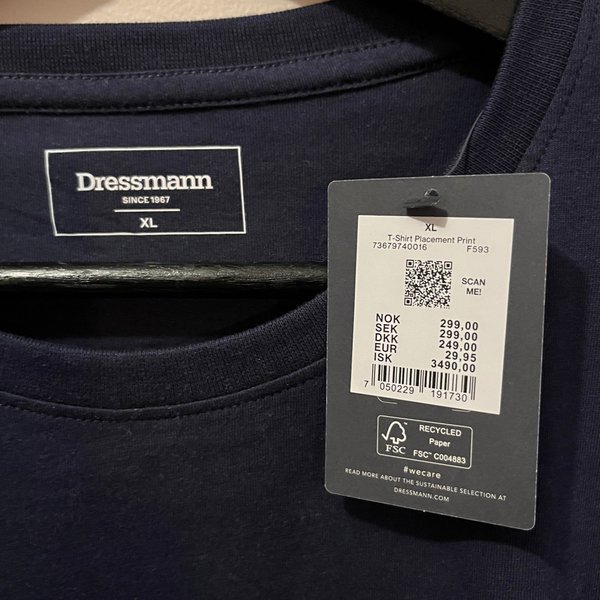 Dressmann
SINCE 1967
XL
XL
T-Shirt Placement Print
73679740016 F593
SCAN
ME!
NOK 299,00
SEK 299,00
DKK 249,00
EUR 29,95
ISK 3490,00
7 050229 191730
FSC
RECYCLED
Paper
FSC™ C004883
#wecare
READ MORE ABOUT THE SUSTAINABLE SELECTION AT
DRESSMANN.COM